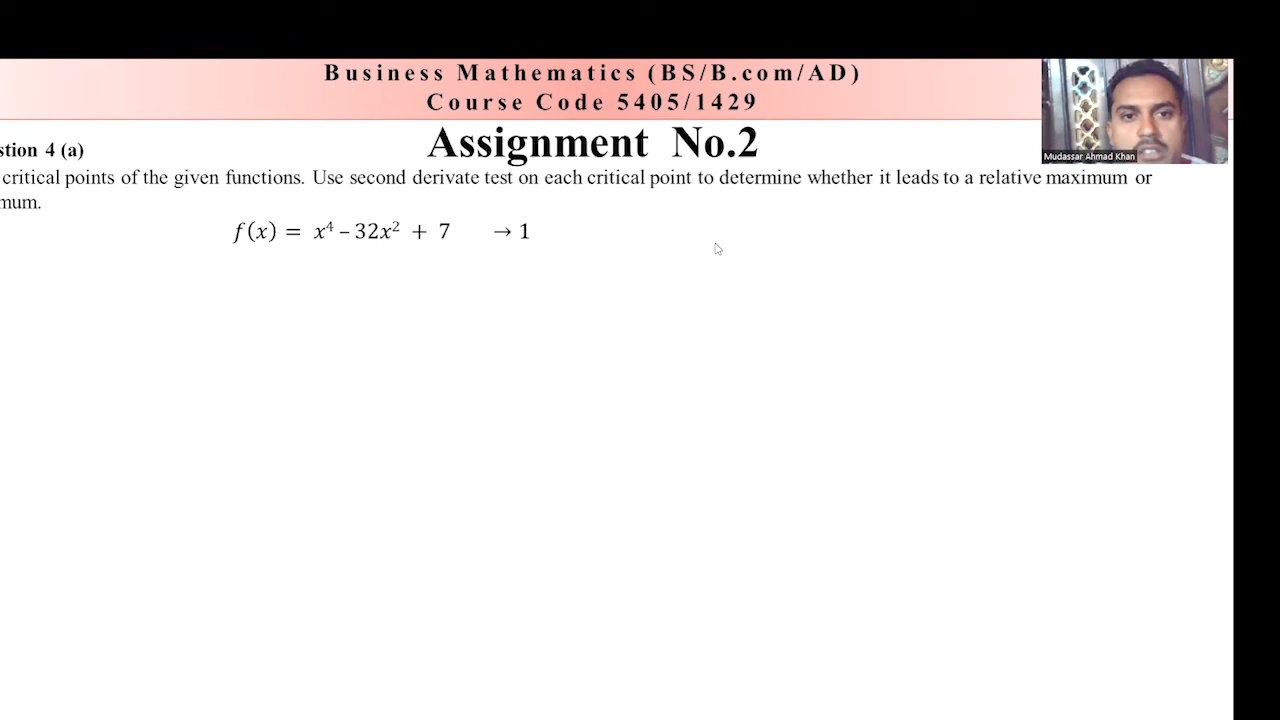 Business Mathematics (BS/B.com/AD)
Course Code 5405/1429
Assignment No.2
stion 4 (a)
critical points of the given functions. Use second derivate test on each critical point to determine whether it leads to a relative maximum or
mum.
f(x) = x⁴ – 32x² + 7 → 1
Mudassar Ahmad Khan